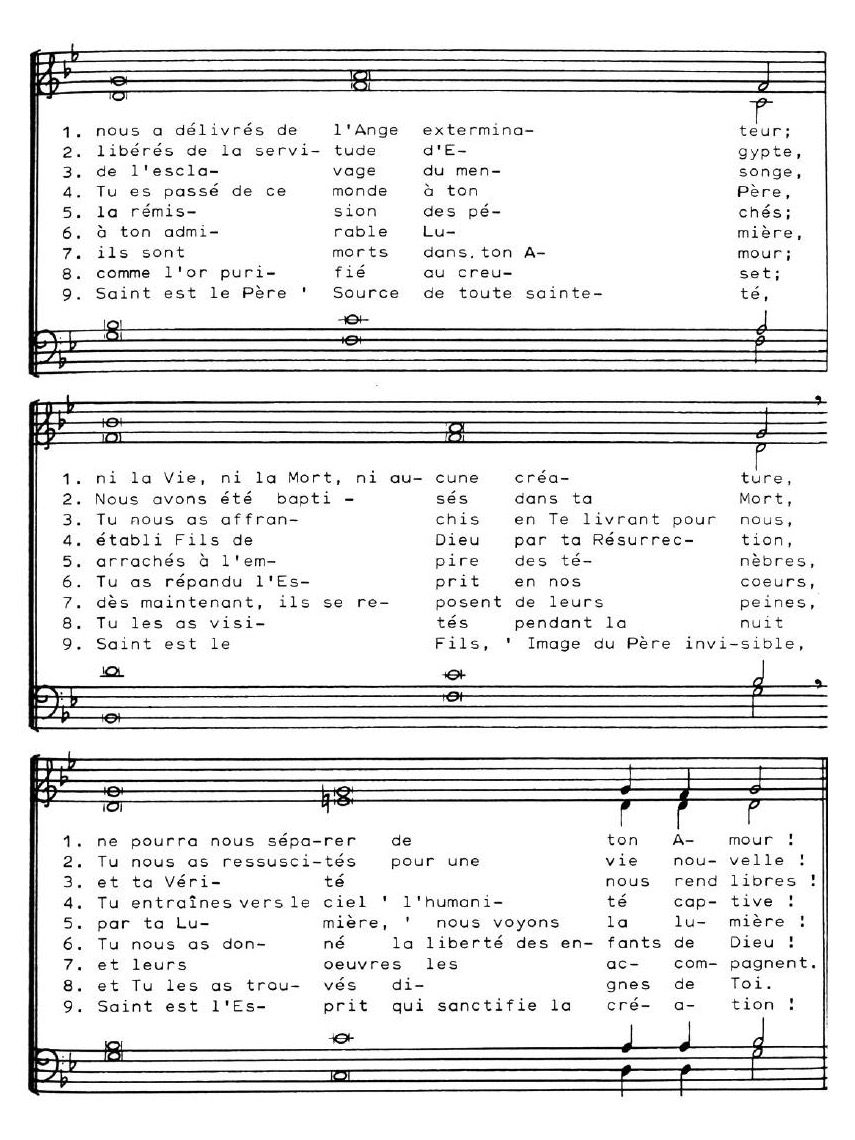 1. nous a délivrés de l'Ange extermina- teur;
2. libérés de la servi- tude d'E- gypte,
3. de l'escla- vage du men- songe,
4. Tu es passé de ce monde à ton Père,
5. la rémis- sion des pé- chés;
6. à ton admi- rable Lu- mière,
7. ils sont morts dans ton A- mour;
8. comme l'or puri- fié au creu- set;
9. Saint est le Père ' Source de toute sainte- té,
1. ni la Vie, ni la Mort, ni au- cune créa- ture,
2. Nous avons été bapti - sés dans ta Mort,
3. Tu nous as affran- chis en Te livrant pour nous,
4. établi Fils de Dieu par ta Résurrec- tion,
5. arrachés à l'em- pire des té- nèbres,
6. Tu as répandu l'Es- prit en nos coeurs,
7. dès maintenant, ils se re- posent de leurs peines,
8. Tu les as visi- tés pendant la nuit
9. Saint est le Fils, ' Image du Père invi-sible,
1. ne pourra nous sépa-rer de ton A- mour !
2. Tu nous as ressusci-tés pour une vie nou- velle !
3. et ta Véri- té nous rend libres !
4. Tu entraînes vers le ciel ' l'humani- té cap- tive !
5. par ta Lu- mière, ' nous voyons la lu- mière !
6. Tu nous as don- né la liberté des en- fants de Dieu !
7. et leurs oeuvres les ac- com- pagnent.
8. et Tu les as trou- vés di- gnes de Toi.
9. Saint est l'Es- prit qui sanctifie la cré- a- tion !